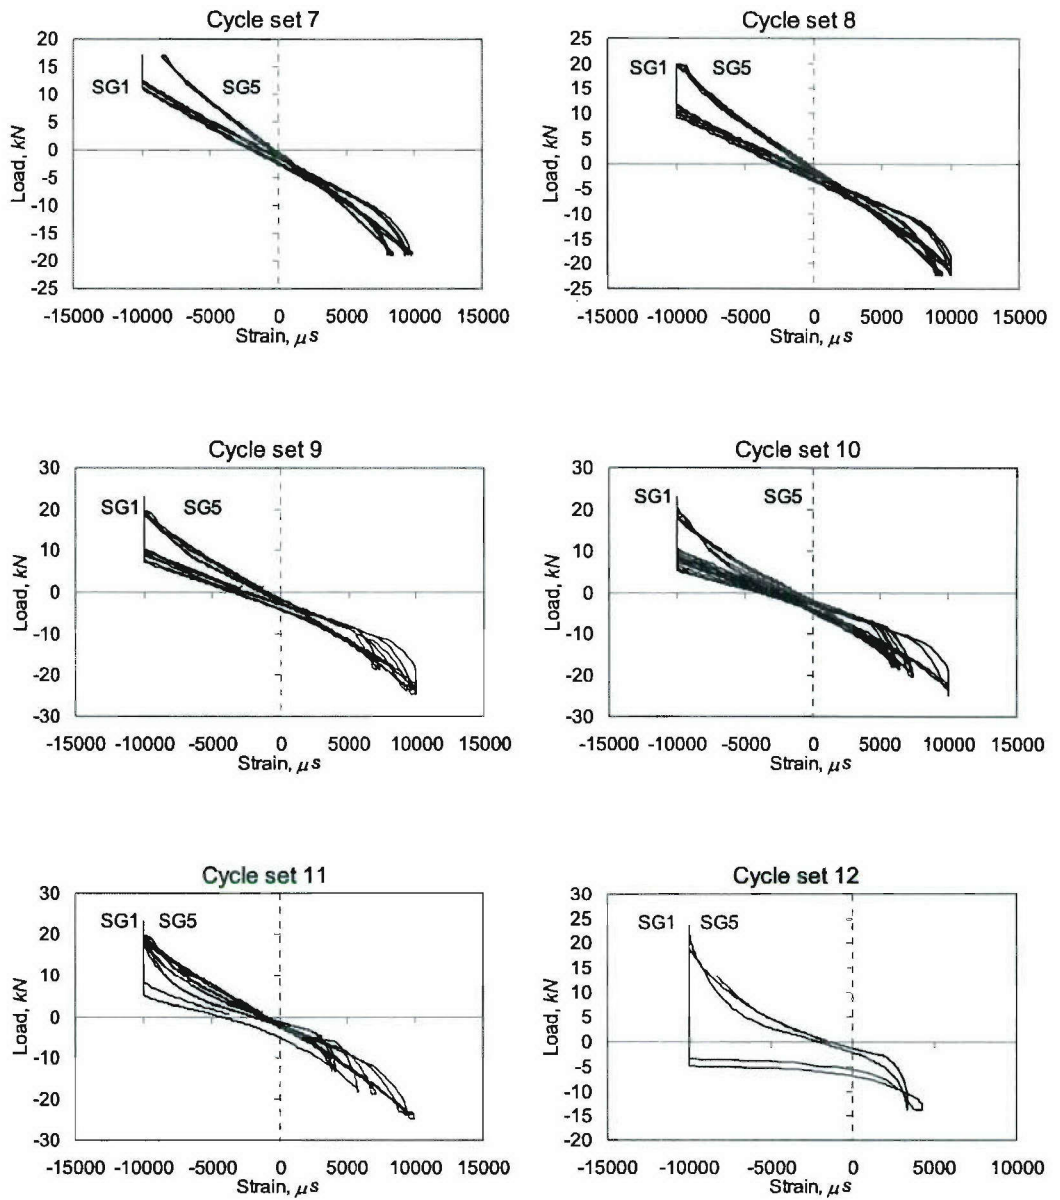 Cycle set 7
20
15
10
5
0
-5
-10
-15
-20
-25
Load, kN
SG1
SG5
-15000 -10000 -5000 0 5000 10000 15000
Strain, μs
Cycle set 8
25
20
15
10
5
0
-5
-10
-15
-20
-25
Load, kN
SG1
SG5
-15000 -10000 -5000 0 5000 10000 15000
Strain, μs
Cycle set 9
30
20
10
0
-10
-20
-30
Load, kN
SG1
SG5
-15000 -10000 -5000 0 5000 10000 15000
Strain, μs
Cycle set 10
30
20
10
0
-10
-20
-30
Load, kN
SG1
SG5
-15000 -10000 -5000 0 5000 10000 15000
Strain, μs
Cycle set 11
30
20
10
0
-10
-20
-30
Load, kN
SG1
SG5
-15000 -10000 -5000 0 5000 10000 15000
Strain, μs
Cycle set 12
30
25
20
15
10
5
0
-5
-10
-15
-20
Load, kN
SG1
SG5
-15000 -10000 -5000 0 5000 10000
Strain, μs